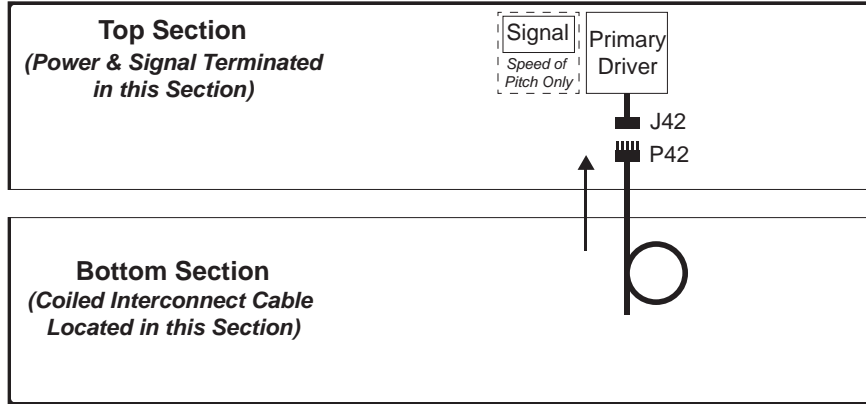 Top Section
(Power & Signal Terminated
in this Section)
Signal
Speed of
Pitch Only
Primary
Driver
J42
P42
Bottom Section
(Coiled Interconnect Cable
Located in this Section)